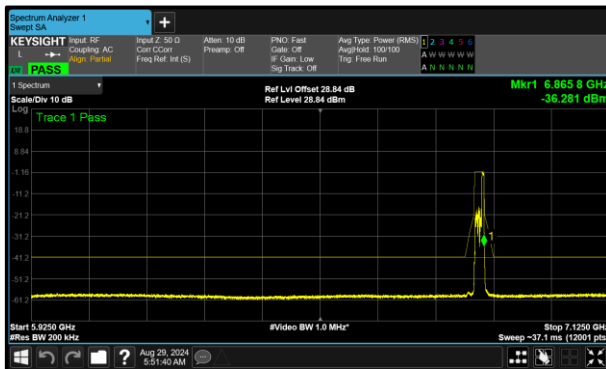 Spectrum Analyzer 1
Swept SA
KEYSIGHT
L
PASS
Input: RF
Coupling: AC
Align: Partial
Input Z: 50 Ω
Corr CCorr
Freq Ref: Int (S)
Atten: 10 dB
Preamp: Off
PNO: Fast
Gate: Off
IF Gain: Low
Sig Track: Off
Avg Type: Power (RMS)
Avg|Hold: 100/100
Trig: Free Run
1 2 3 4 5 6
A W W W W W
A N N N N N
1 Spectrum
Scale/Div 10 dB
Ref Lvl Offset 28.84 dB
Ref Level 28.84 dBm
Mkr1 6.865 8 GHz
-36.281 dBm
Log
Trace 1 Pass
18.8
8.84
-1.16
-11.2
-21.2
-31.2
-41.2
-51.2
-61.2
1
Start 5.9250 GHz
#Res BW 200 kHz
#Video BW 1.0 MHz*
Stop 7.1250 GHz
Sweep ~37.1 ms (12001 pts)
?
Aug 29, 2024
5:51:40 AM